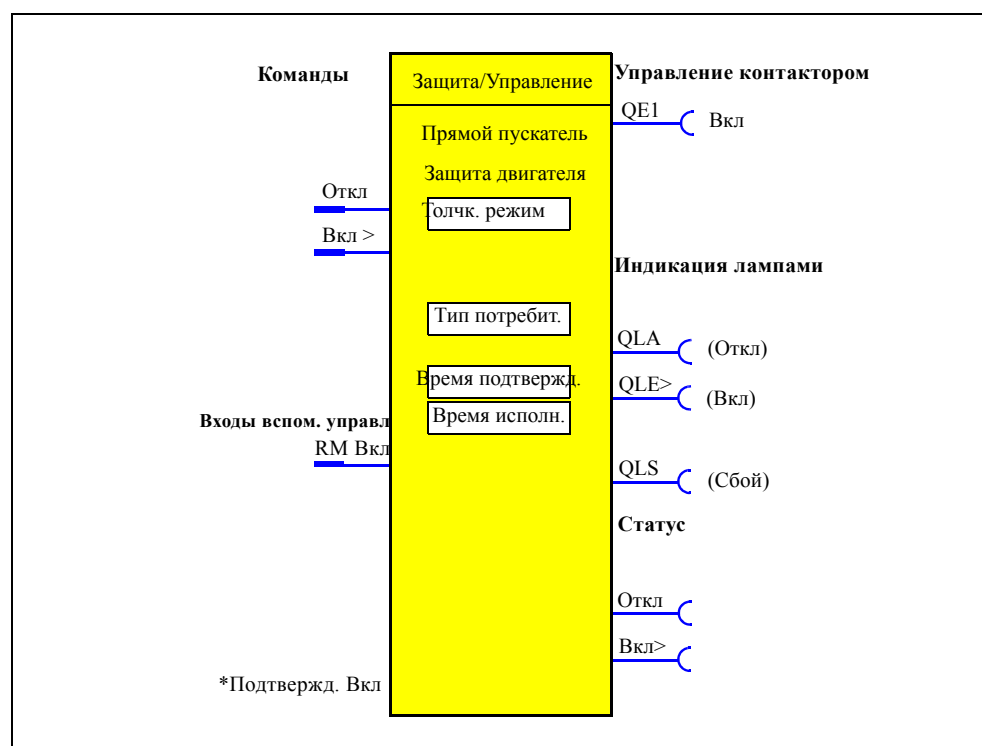 Команды
Защита/Управление
Управление контактором
QE1
Вкл
Прямой пускатель
Защита двигателя
Откл
Толчк. режим
Вкл >
Индикация лампами
Тип потребит.
QLA
(Откл)
Время подтвержд.
QLE>
(Вкл)
Входы вспом. управл
Время исполн.
RM Вкл
QLS
(Сбой)
Статус
Откл
Вкл>
*Подтвержд. Вкл